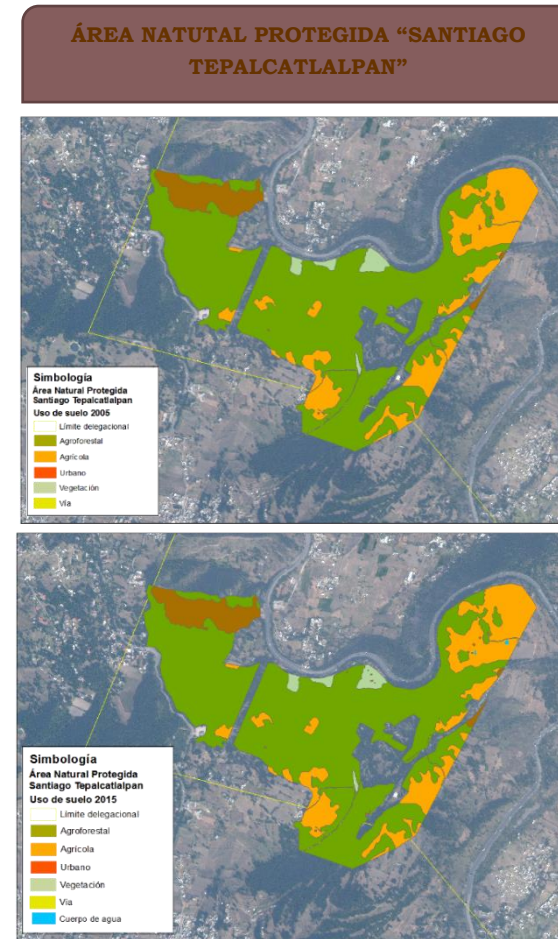 ÁREA NATUTAL PROTEGIDA “SANTIAGO
TEPALCATLALPAN”
Simbología
Área Natural Protegida
Santiago Tepalcatlalpan
Uso de suelo 2005
Límite delegacional
Agroforestal
Agrícola
Urbano
Vegetación
Vía
Simbología
Área Natural Protegida
Santiago Tepalcatlalpan
Uso de suelo 2015
Límite delegacional
Agroforestal
Agrícola
Urbano
Vegetación
Vía
Cuerpo de agua